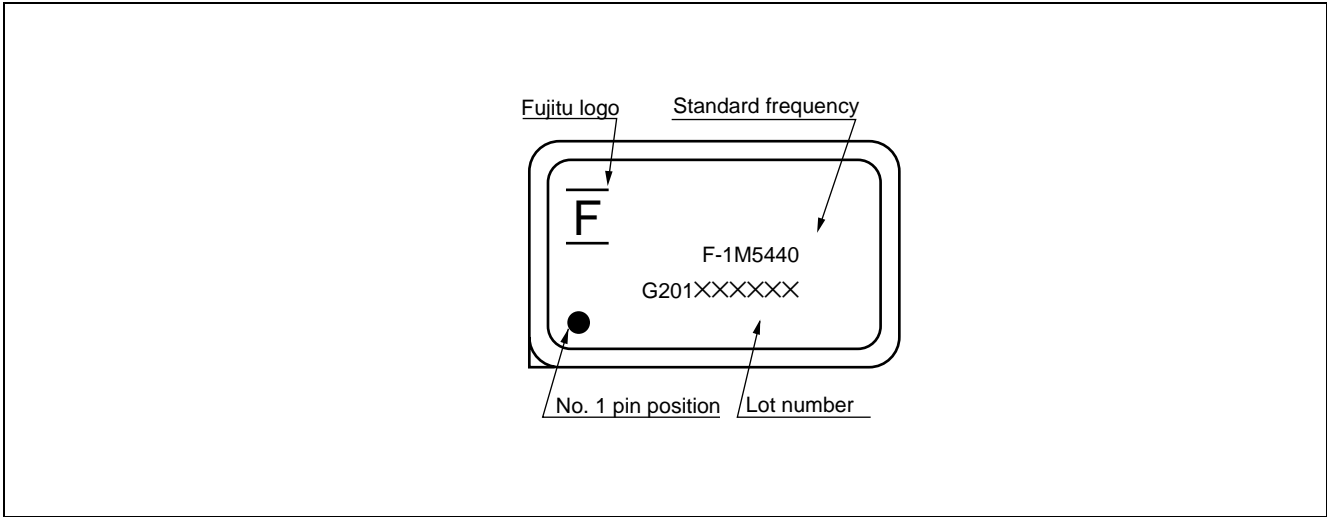 Fujitu logo
Standard frequency
F
F-1M5440
G201XXXXXX
No. 1 pin position
Lot number